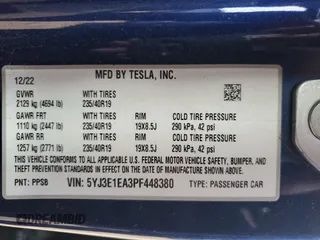 MFD BY TESLA, INC.
12/22
GVWR WITH TIRES
2129 kg (4694 lb) 235/40R19
GAWR FRT WITH TIRES RIM COLD TIRE PRESSURE
1110 kg (2447 lb) 235/40R19 19X8.5J 290 kPa, 42 psi
GAWR RR WITH TIRES RIM COLD TIRE PRESSURE
1257 kg (2771 lb) 235/40R19 19X8.5J 290 kPa, 42 psi
THIS VEHICLE CONFORMS TO ALL APPLICABLE U.S. FEDERAL MOTOR VEHICLE SAFETY, BUMPER, AND
THEFT PREVENTION STANDARDS IN EFFECT ON THE DATE OF MANUFACTURE SHOWN ABOVE.
PNT: PPSB VIN: 5YJ3E1EA3PF448380 TYPE: PASSENGER CAR
DREAMBID